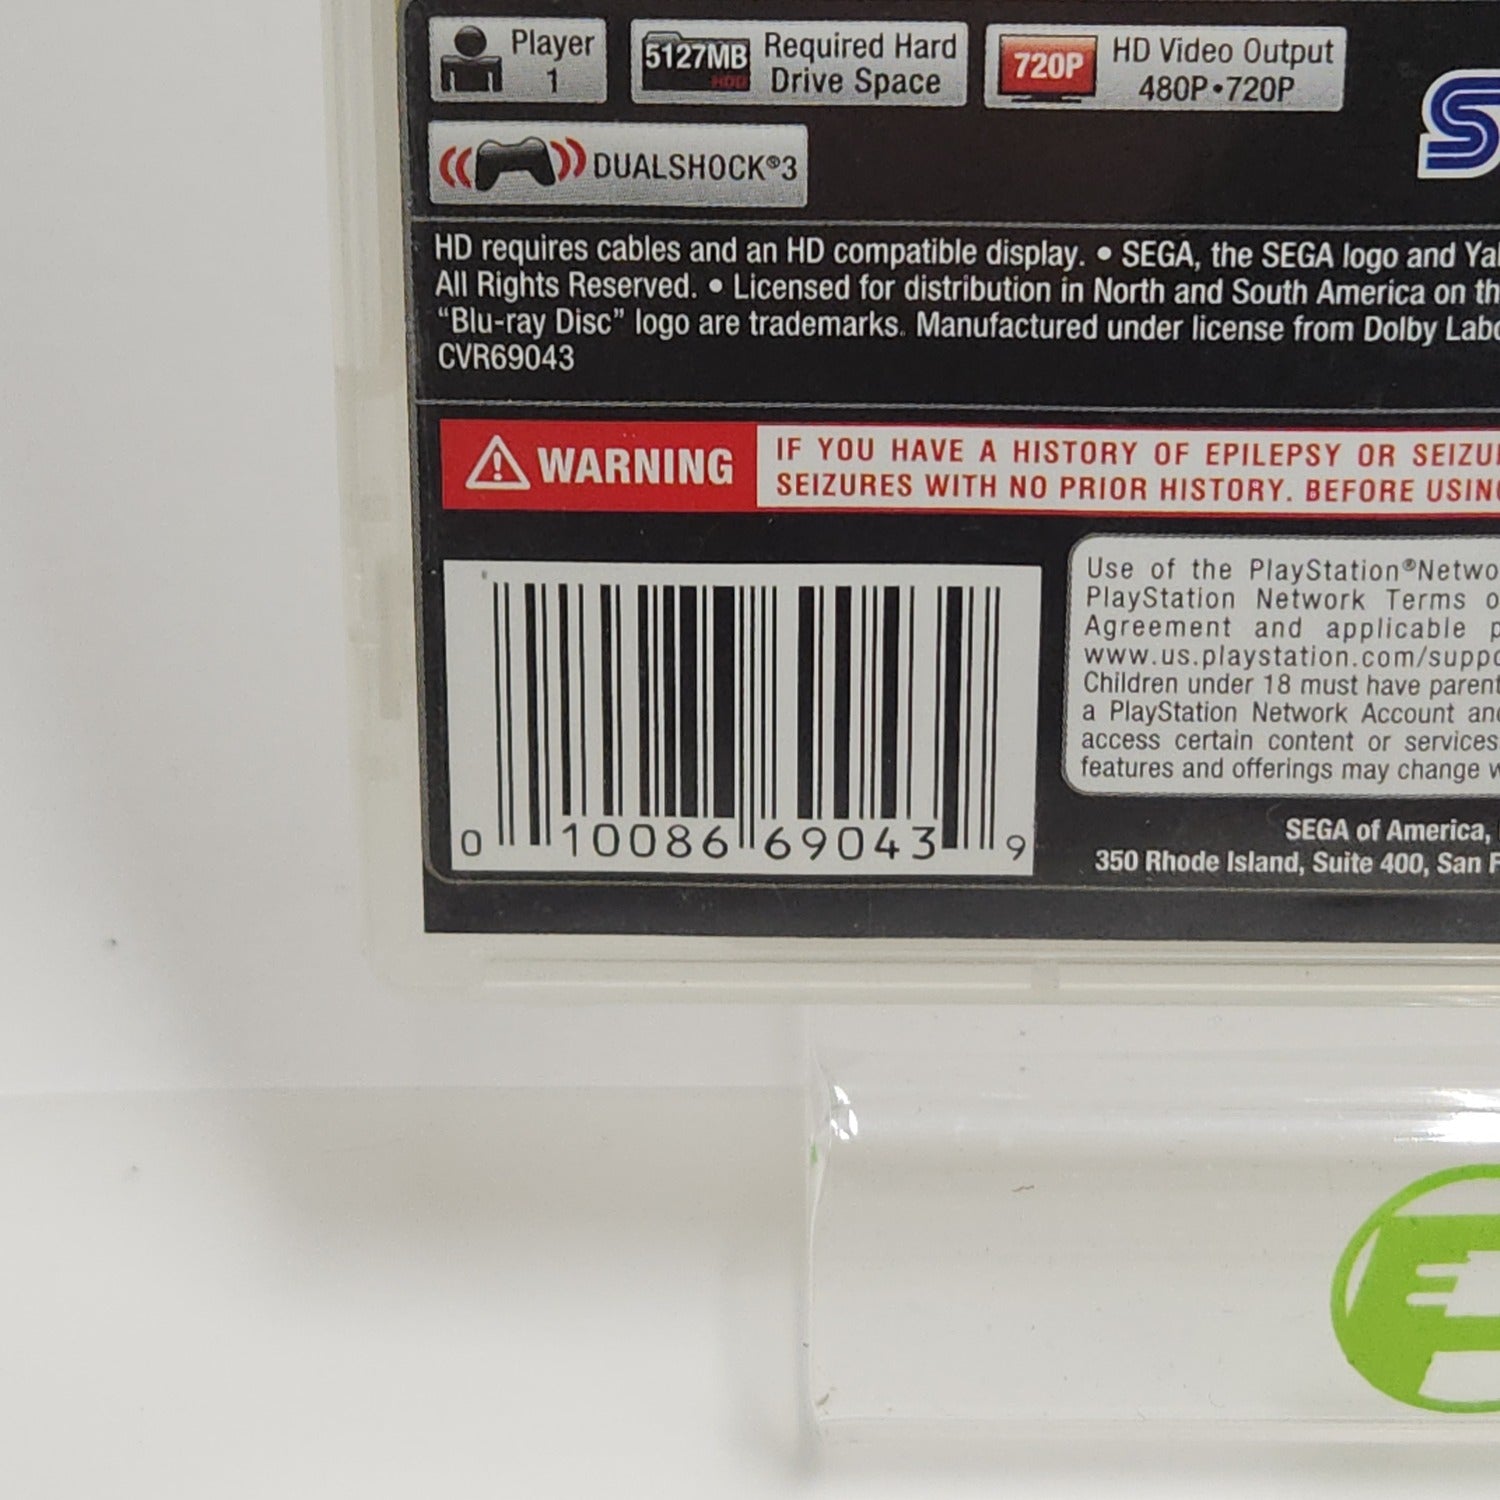 Player
1
5127MB
HDD
Required Hard
Drive Space
720P
HD Video Output
480P•720P
DUALSHOCK®3
HD requires cables and an HD compatible display. • SEGA, the SEGA logo and
All Rights Reserved. • Licensed for distribution in North and South America on
“Blu-ray Disc” logo are trademarks. Manufactured under license from Dolby
CVR69043
WARNING
IF YOU HAVE A HISTORY OF EPILEPSY OR
SEIZURES WITH NO PRIOR HISTORY. BEFORE
Use of the PlayStation®
PlayStation Network Terms
Agreement and applicable
www.us.playstation.com/
Children under 18 must have
a PlayStation Network Account
access certain content or services
features and offerings may change
0 10086 69043 9
SEGA of America,
350 Rhode Island, Suite 400, San